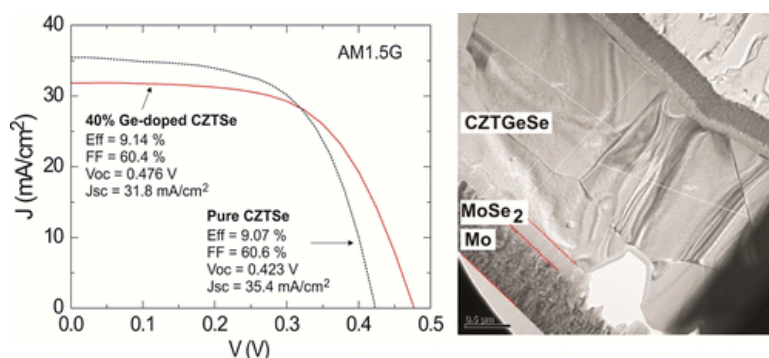 AM1.5G
40% Ge-doped CZTSe
Eff = 9.14 %
FF = 60.4 %
Voc = 0.476 V
Jsc = 31.8 mA/cm²
Pure CZTSe
Eff = 9.07 %
FF = 60.6 %
Voc = 0.423 V
Jsc = 35.4 mA/cm²
J (mA/cm²)
40
30
20
10
0
0.0 0.1 0.2 0.3 0.4 0.5
V (V)
CZTGeSe
MoSe₂
Mo
0.5 µm